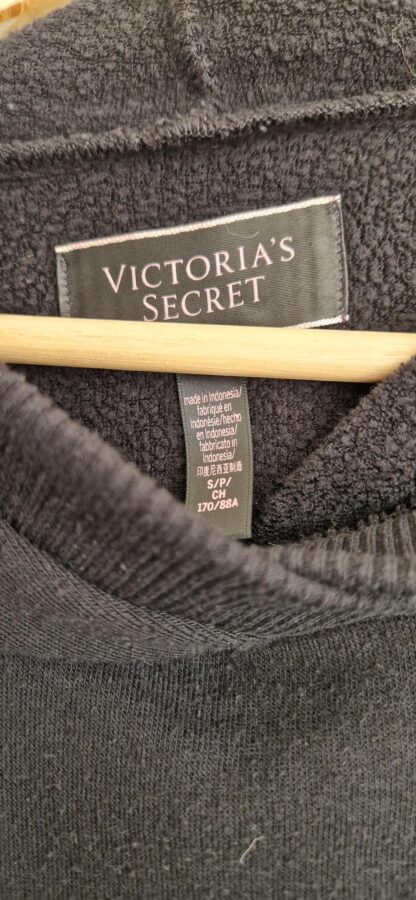 VICTORIA'S
SECRET
made in Indonesia/
fabriqué en
Indonésie/hecho
en Indonesia/
fabbricato in
Indonesia/
印度尼西亚制造
S/P/
CH
170/88A